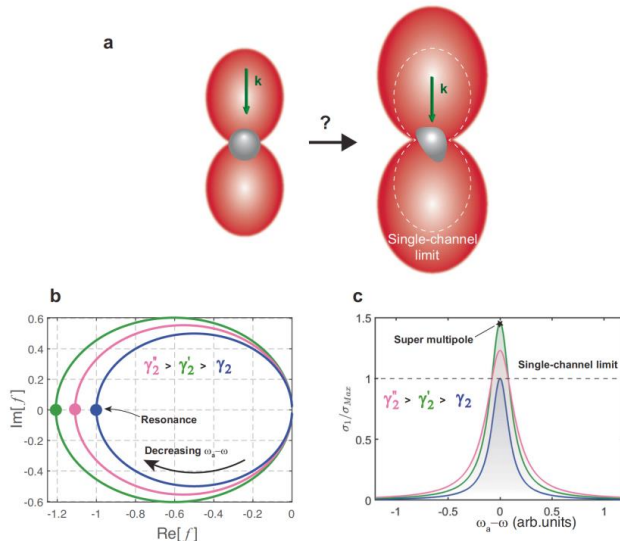 a
k
?
k
Single-channel
limit
b
c
0.6
0.4
0.2
0
-0.2
-0.4
-0.6
Im[f]
γ₂'' > γ₂' > γ₂
Resonance
Decreasing ωₐ-ω
-1.2 -1 -0.8 -0.6 -0.4 -0.2 0
Re[f]
1.5
1
0.5
0
σ₁/σ_Max
Super multipole
Single-channel limit
γ₂'' > γ₂' > γ₂
-1 -0.5 0 0.5 1
ωₐ-ω (arb.units)